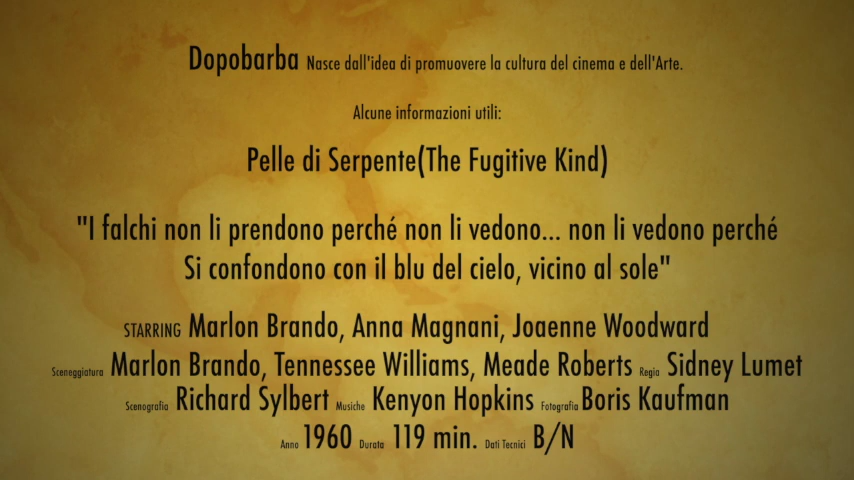 Dopobarba Nasce dall'idea di promuovere la cultura del cinema e dell'Arte.
Alcune informazioni utili:
Pelle di Serpente(The Fugitive Kind)
"I falchi non li prendono perché non li vedono... non li vedono perché
Si confondono con il blu del cielo, vicino al sole"
STARRING Marlon Brando, Anna Magnani, Joaenne Woodward
Sceneggiatura Marlon Brando, Tennessee Williams, Meade Roberts Regia Sidney Lumet
Scenografia Richard Sylbert Musiche Kenyon Hopkins Fotografia Boris Kaufman
Anno 1960 Durata 119 min. Dati Tecnici B/N